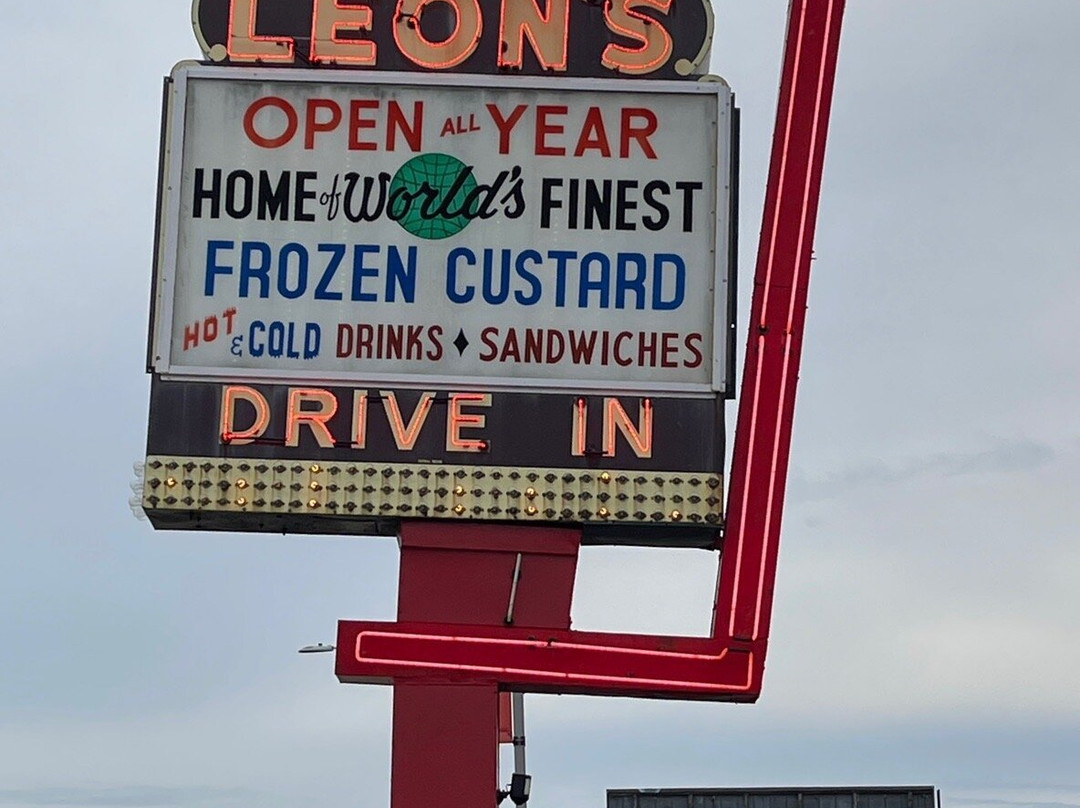 LEON'S
OPEN ALL YEAR
HOME of World's FINEST
FROZEN CUSTARD
HOT & COLD DRINKS ♦ SANDWICHES
DRIVE IN